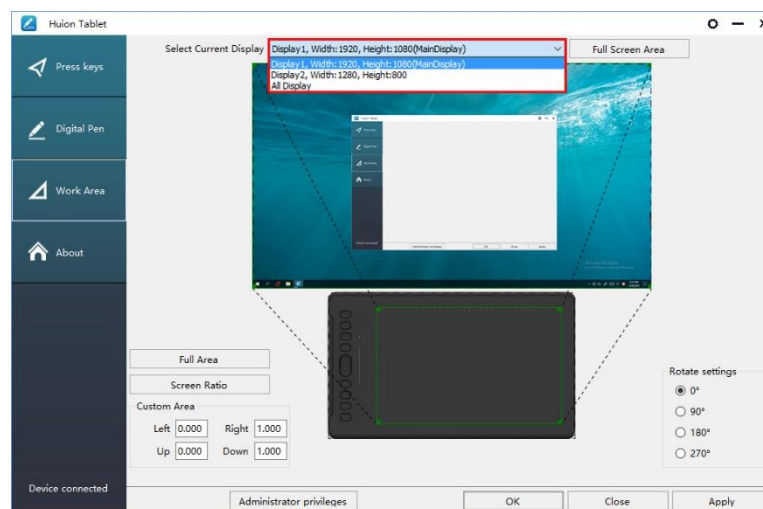 Huion Tablet
Select Current Display
Display1, Width:1920, Height:1080(MainDisplay)
Full Screen Area
Display1, Width:1920, Height:1080(MainDisplay)
Display2, Width:1280, Height:800
All Display
Press keys
Digital Pen
Work Area
About
Full Area
Screen Ratio
Custom Area
Left 0.000 Right 1.000
Up 0.000 Down 1.000
Rotate settings
0°
90°
180°
270°
Device connected
Administrator privileges
OK
Close
Apply